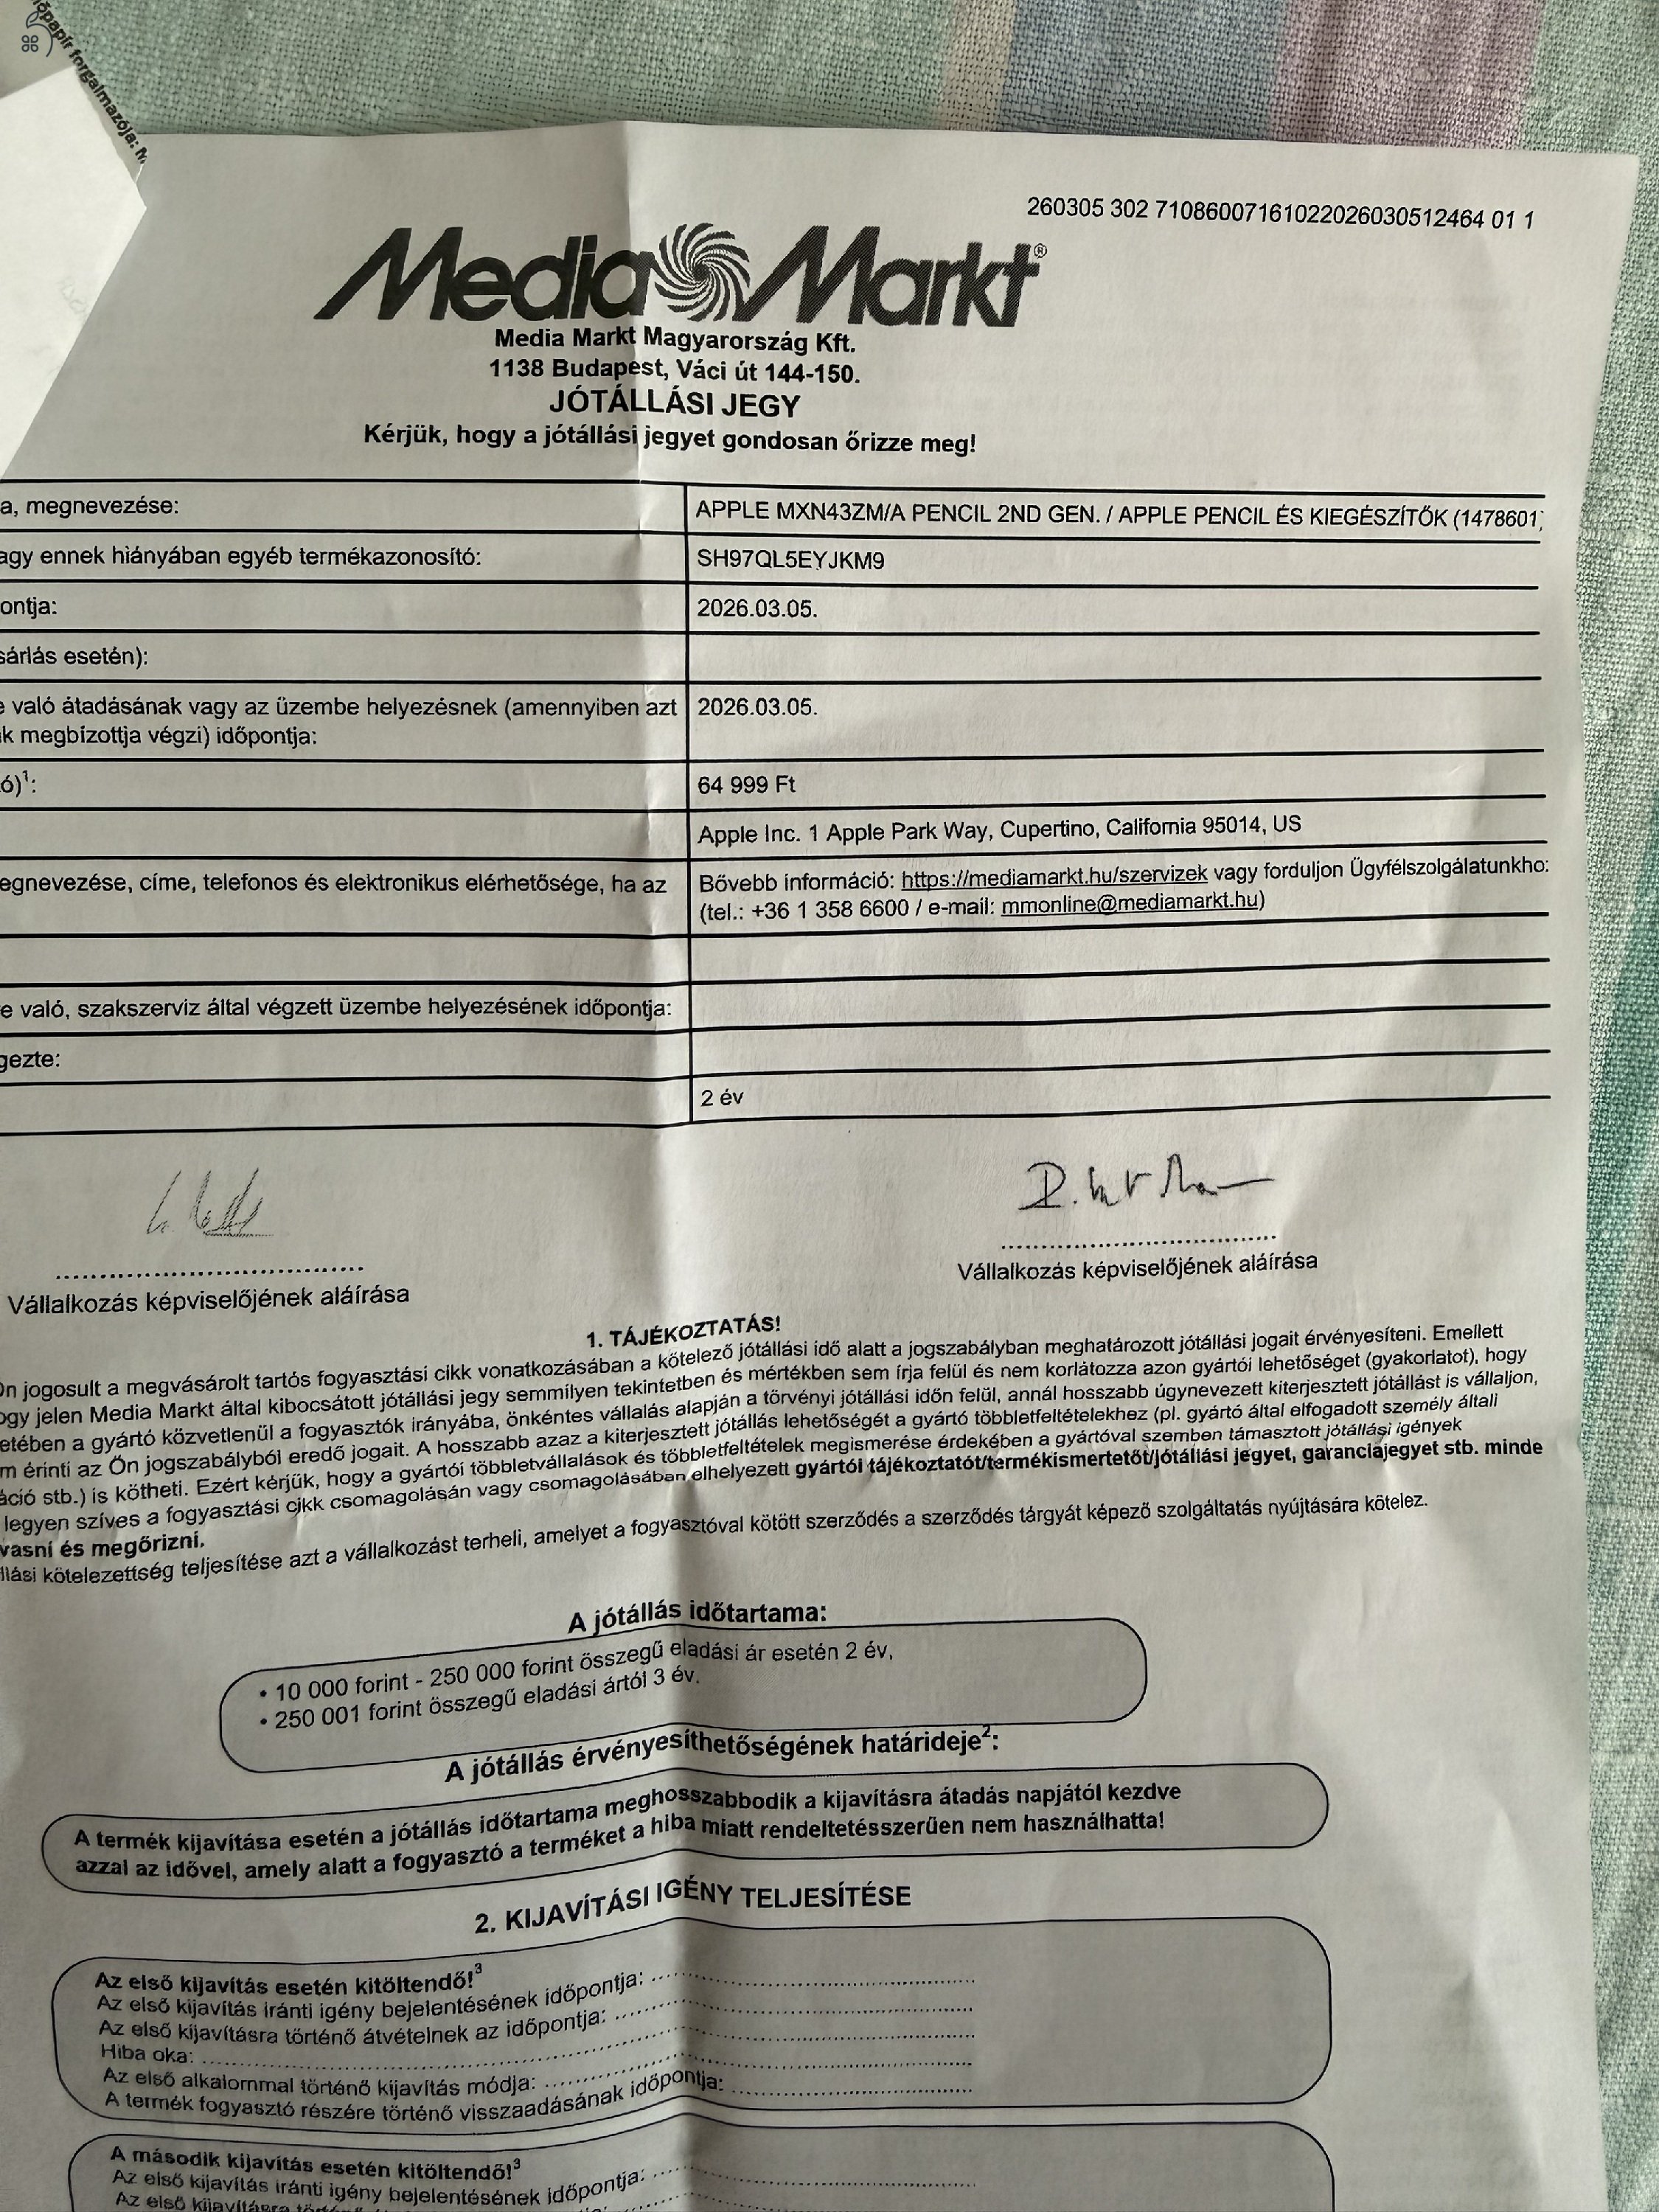 őpapír forgalmazója: M
260305 302 7108600716102202603051​2464 01 1
Media Markt®
Media Markt Magyarország Kft.
1138 Budapest, Váci út 144-150.
JÓTÁLLÁSI JEGY
Kérjük, hogy a jótállási jegyet gondosan őrizze meg!
a, megnevezése: APPLE MXN43ZM/A PENCIL 2ND GEN. / APPLE PENCIL ÉS KIEGÉSZÍTŐK (1478601)
agy ennek hiányában egyéb termékazonosító: SH97QL5EYJKM9
ontja: 2026.03.05.
sárlás esetén):
e való átadásának vagy az üzembe helyezésnek (amennyiben azt 2026.03.05.
k megbízottja végzi) időpontja:
ó)¹: 64 999 Ft
Apple Inc. 1 Apple Park Way, Cupertino, California 95014, US
egnevezése, címe, telefonos és elektronikus elérhetősége, ha az Bővebb információ: https://mediamarkt.hu/szervizek vagy forduljon Ügyfélszolgálatunkho:
(tel.: +36 1 358 6600 / e-mail: mmonline@mediamarkt.hu)
e való, szakszerviz által végzett üzembe helyezésének időpontja:
gezte:
2 év
Vállalkozás képviselőjének aláírása Vállalkozás képviselőjének aláírása
1. TÁJÉKOZTATÁS!
Ön jogosult a megvásárolt tartós fogyasztási cikk vonatkozásában a kötelező jótállási idő alatt a jogszabályban meghatározott jótállási jogait érvényesíteni. Emellett
ogy jelen Media Markt által kibocsátott jótállási jegy semmilyen tekintetben és mértékben sem írja felül és nem korlátozza azon gyártói lehetőséget (gyakorlatot), hogy
etében a gyártó közvetlenül a fogyasztók irányába, önkéntes vállalás alapján a törvényi jótállási időn felül, annál hosszabb úgynevezett kiterjesztett jótállást is vállaljon,
m érinti az Ön jogszabályból eredő jogait. A hosszabb azaz a kiterjesztett jótállás lehetőségét a gyártó többletfeltételekhez (pl. gyártó által elfogadott személy általi
áció stb.) is kötheti. Ezért kérjük, hogy a gyártói többletvállalások és többletfeltételek megismerése érdekében a gyártóval szemben támasztott jótállási igények
legyen szíves a fogyasztási cikk csomagolásán vagy csomagolásában elhelyezett gyártói tájékoztatót/termékismertetőt/jótállási jegyet, garanciajegyet stb. minde
vasni és megőrizni.
llási kötelezettség teljesítése azt a vállalkozást terheli, amelyet a fogyasztóval kötött szerződés a szerződés tárgyát képező szolgáltatás nyújtására kötelez.
A jótállás időtartama:
• 10 000 forint - 250 000 forint összegű eladási ár esetén 2 év,
• 250 001 forint összegű eladási ártól 3 év.
A jótállás érvényesíthetőségének határideje²:
A termék kijavítása esetén a jótállás időtartama meghosszabbodik a kijavításra átadás napjától kezdve
azzal az idővel, amely alatt a fogyasztó a terméket a hiba miatt rendeltetésszerűen nem használhatta!
2. KIJAVÍTÁSI IGÉNY TELJESÍTÉSE
Az első kijavítás esetén kitöltendő!³
Az első kijavítás iránti igény bejelentésének időpontja:
Az első kijavításra történő átvételnek az időpontja:
Hiba oka:
Az első alkalommal történő kijavítás módja:
A termék fogyasztó részére történő visszaadásának időpontja:
A második kijavítás esetén kitöltendő!³
Az első kijavítás iránti igény bejelentésének időpontja:
Az első kijavításra